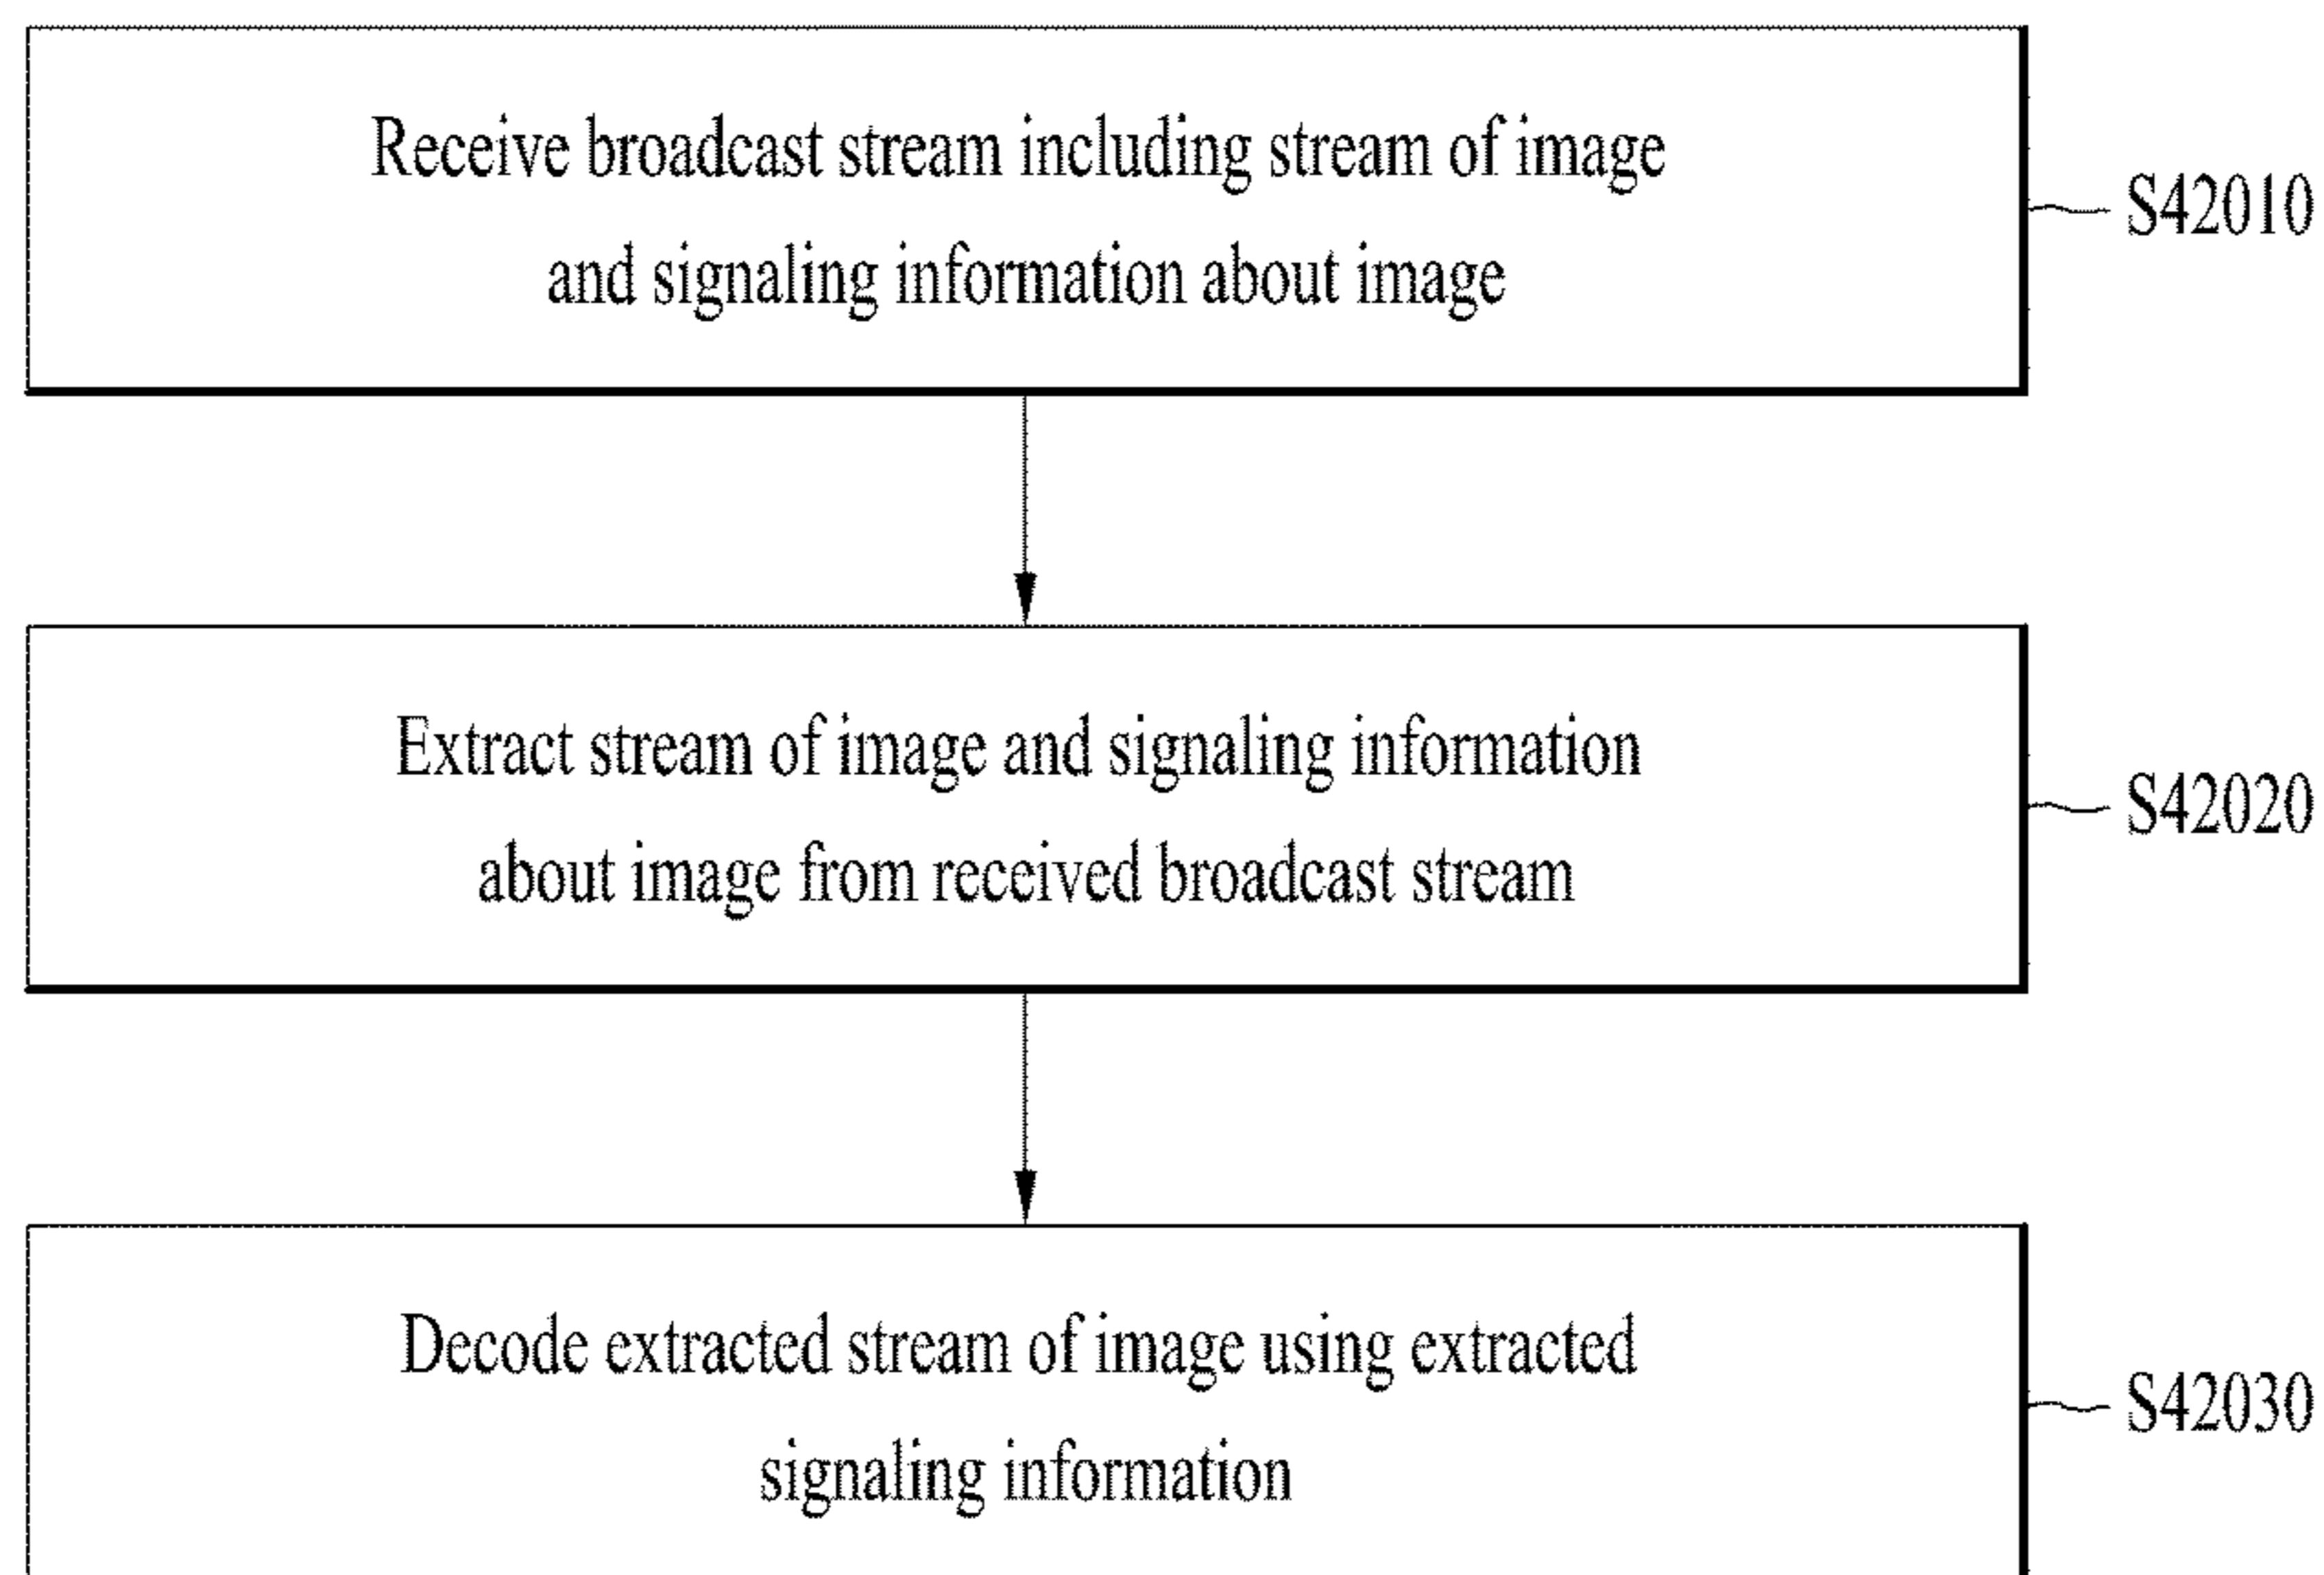 Receive broadcast stream including stream of image
and signaling information about image
S42010
Extract stream of image and signaling information
about image from received broadcast stream
S42020
Decode extracted stream of image using extracted
signaling information
S42030